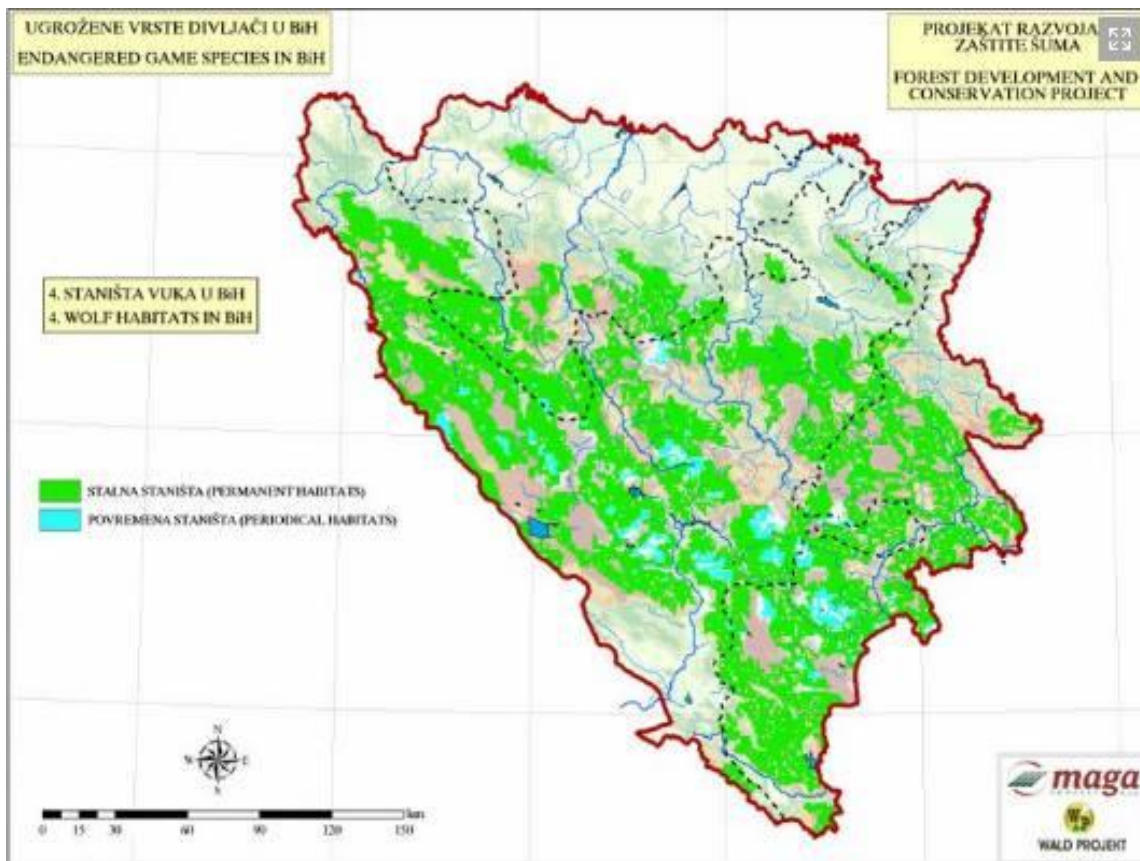 UGROŽENE VRSTE DIVLJAČI U BiH
ENDANGERED GAME SPECIES IN BiH
PROJEKAT RAZVOJA
ZAŠTITE ŠUMA
FOREST DEVELOPMENT AND
CONSERVATION PROJECT
4. STANIŠTA VUKA U BiH
4. WOLF HABITATS IN BiH
STALNA STANIŠTA (PERMANENT HABITATS)
POVREMENA STANIŠTA (PERIODICAL HABITATS)
N
W E
S
km
0 15 30 60 90 120 150
maga
WP
WALD PROJEKT